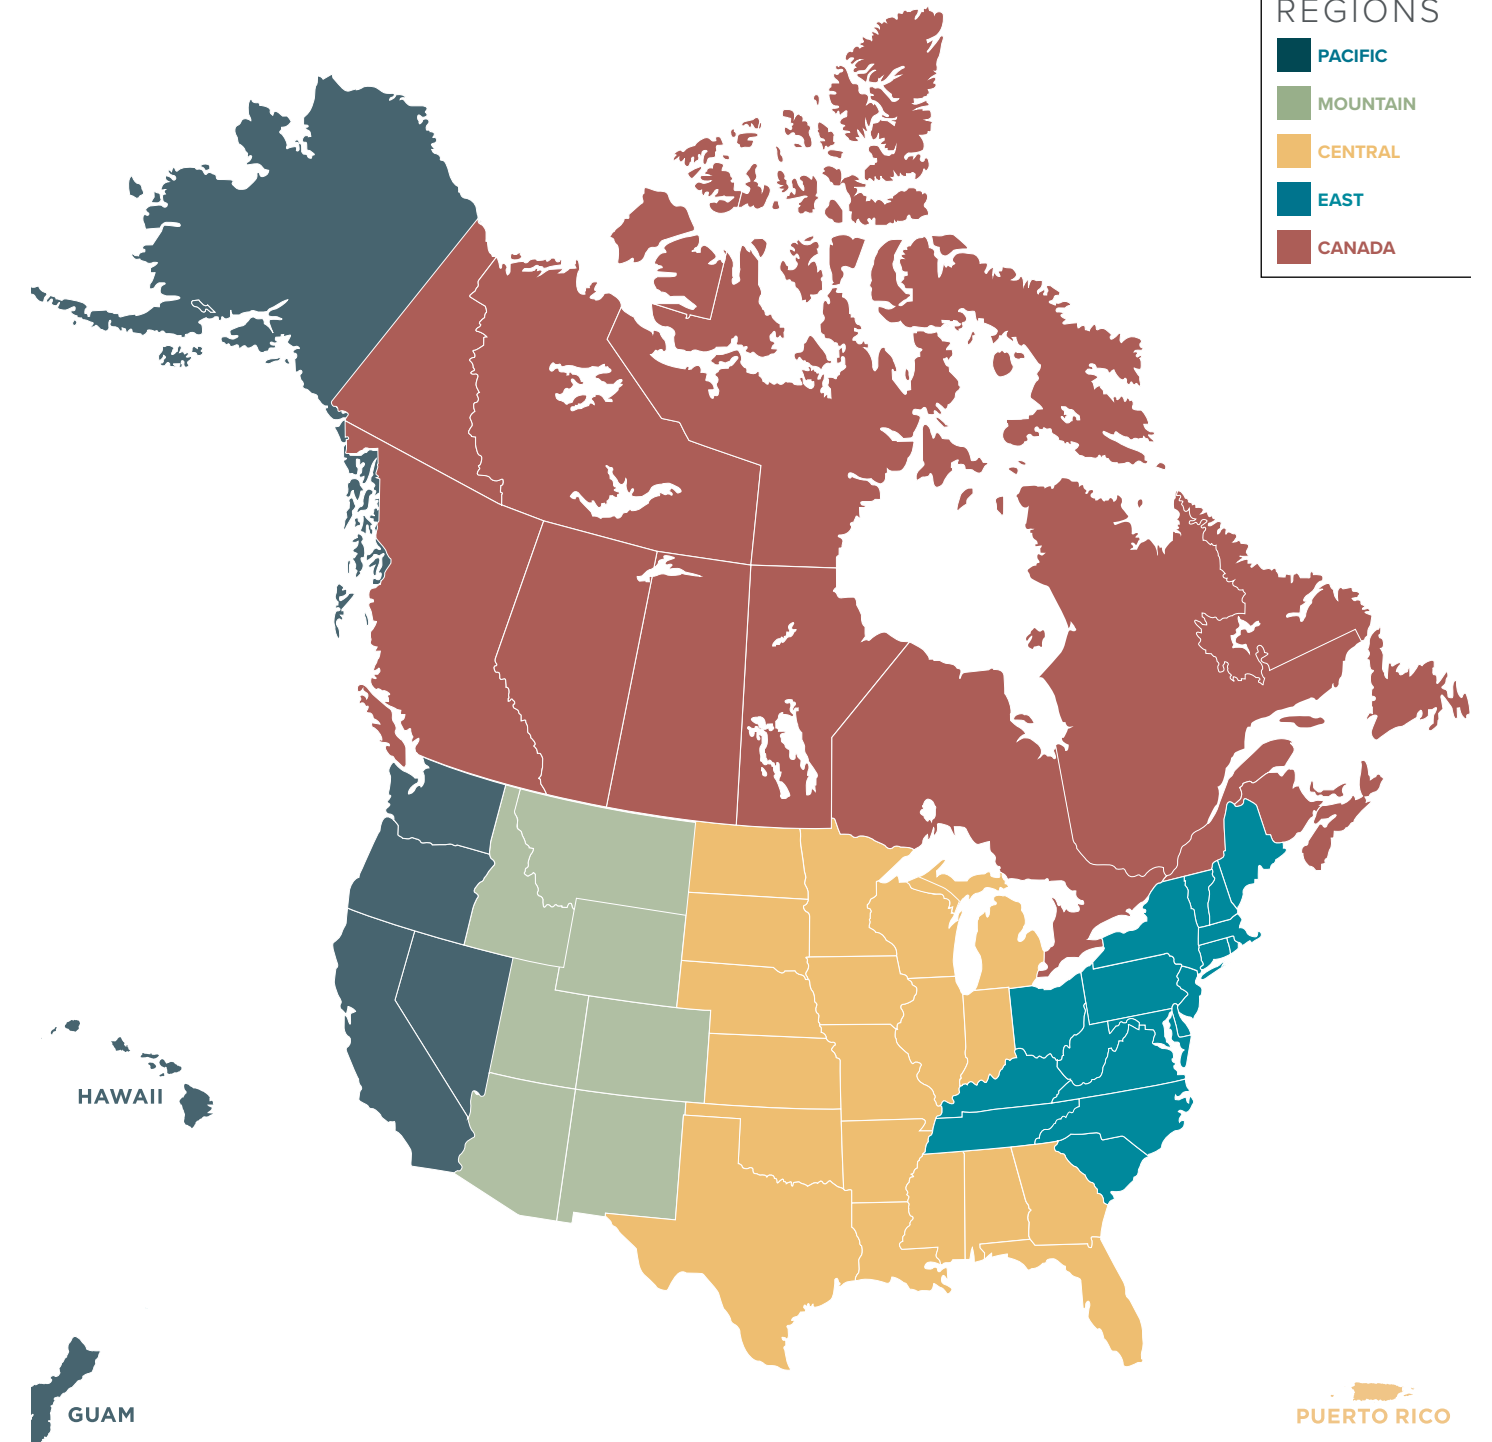 REGIONS
PACIFIC
MOUNTAIN
CENTRAL
EAST
CANADA
HAWAII
GUAM
PUERTO RICO